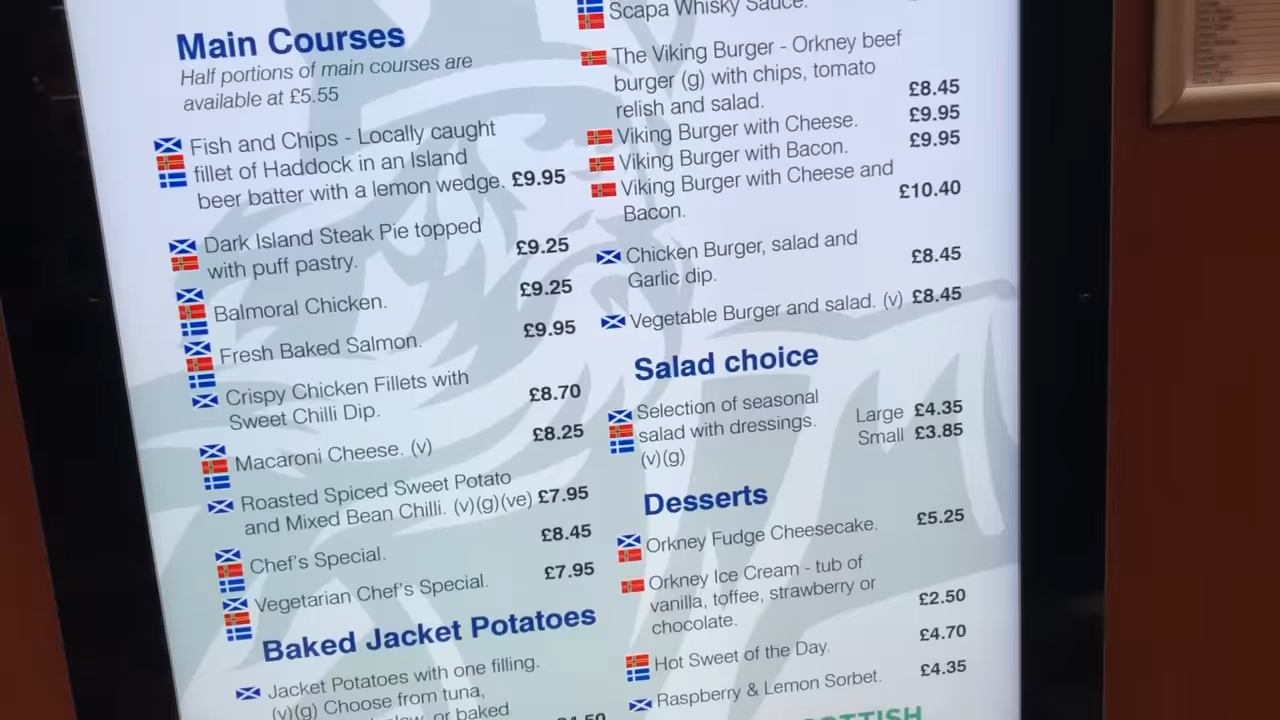 Main Courses
Half portions of main courses are
available at £5.55
Fish and Chips - Locally caught
fillet of Haddock in an Island
beer batter with a lemon wedge. £9.95
Dark Island Steak Pie topped
with puff pastry. £9.25
Balmoral Chicken. £9.25
Fresh Baked Salmon. £9.95
Crispy Chicken Fillets with
Sweet Chilli Dip. £8.70
Macaroni Cheese. (v) £8.25
Roasted Spiced Sweet Potato
and Mixed Bean Chilli. (v)(g)(ve) £7.95
Chef's Special. £8.45
Vegetarian Chef's Special. £7.95
Baked Jacket Potatoes
Jacket Potatoes with one filling.
(v)(g) Choose from tuna,
or baked
Scapa Whisky Sauce.
The Viking Burger - Orkney beef
burger (g) with chips, tomato
relish and salad. £8.45
Viking Burger with Cheese. £9.95
Viking Burger with Bacon. £9.95
Viking Burger with Cheese and
Bacon. £10.40
Chicken Burger, salad and
Garlic dip. £8.45
Vegetable Burger and salad. (v) £8.45
Salad choice
Selection of seasonal
salad with dressings.
(v)(g)
Large £4.35
Small £3.85
Desserts
Orkney Fudge Cheesecake. £5.25
Orkney Ice Cream - tub of
vanilla, toffee, strawberry or
chocolate. £2.50
Hot Sweet of the Day. £4.70
Raspberry & Lemon Sorbet. £4.35